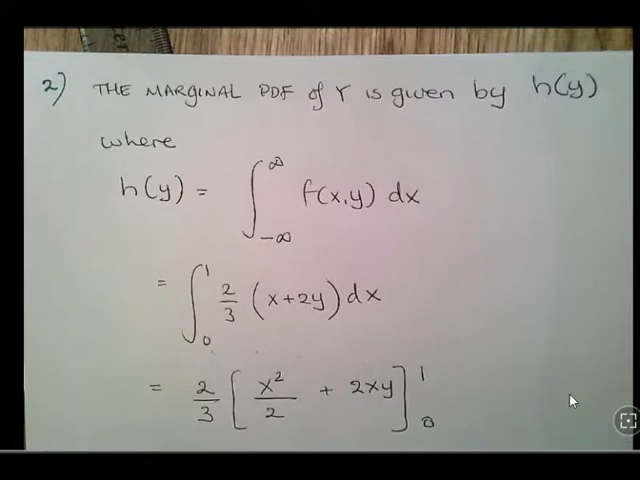 2) THE MARGINAL PDF of Y is given by h(y)
where
h(y) = ∫_{-∞}^{∞} f(x,y) dx
= ∫_0^1 2/3 (x+2y) dx
= 2/3 [x²/2 + 2xy]_0^1